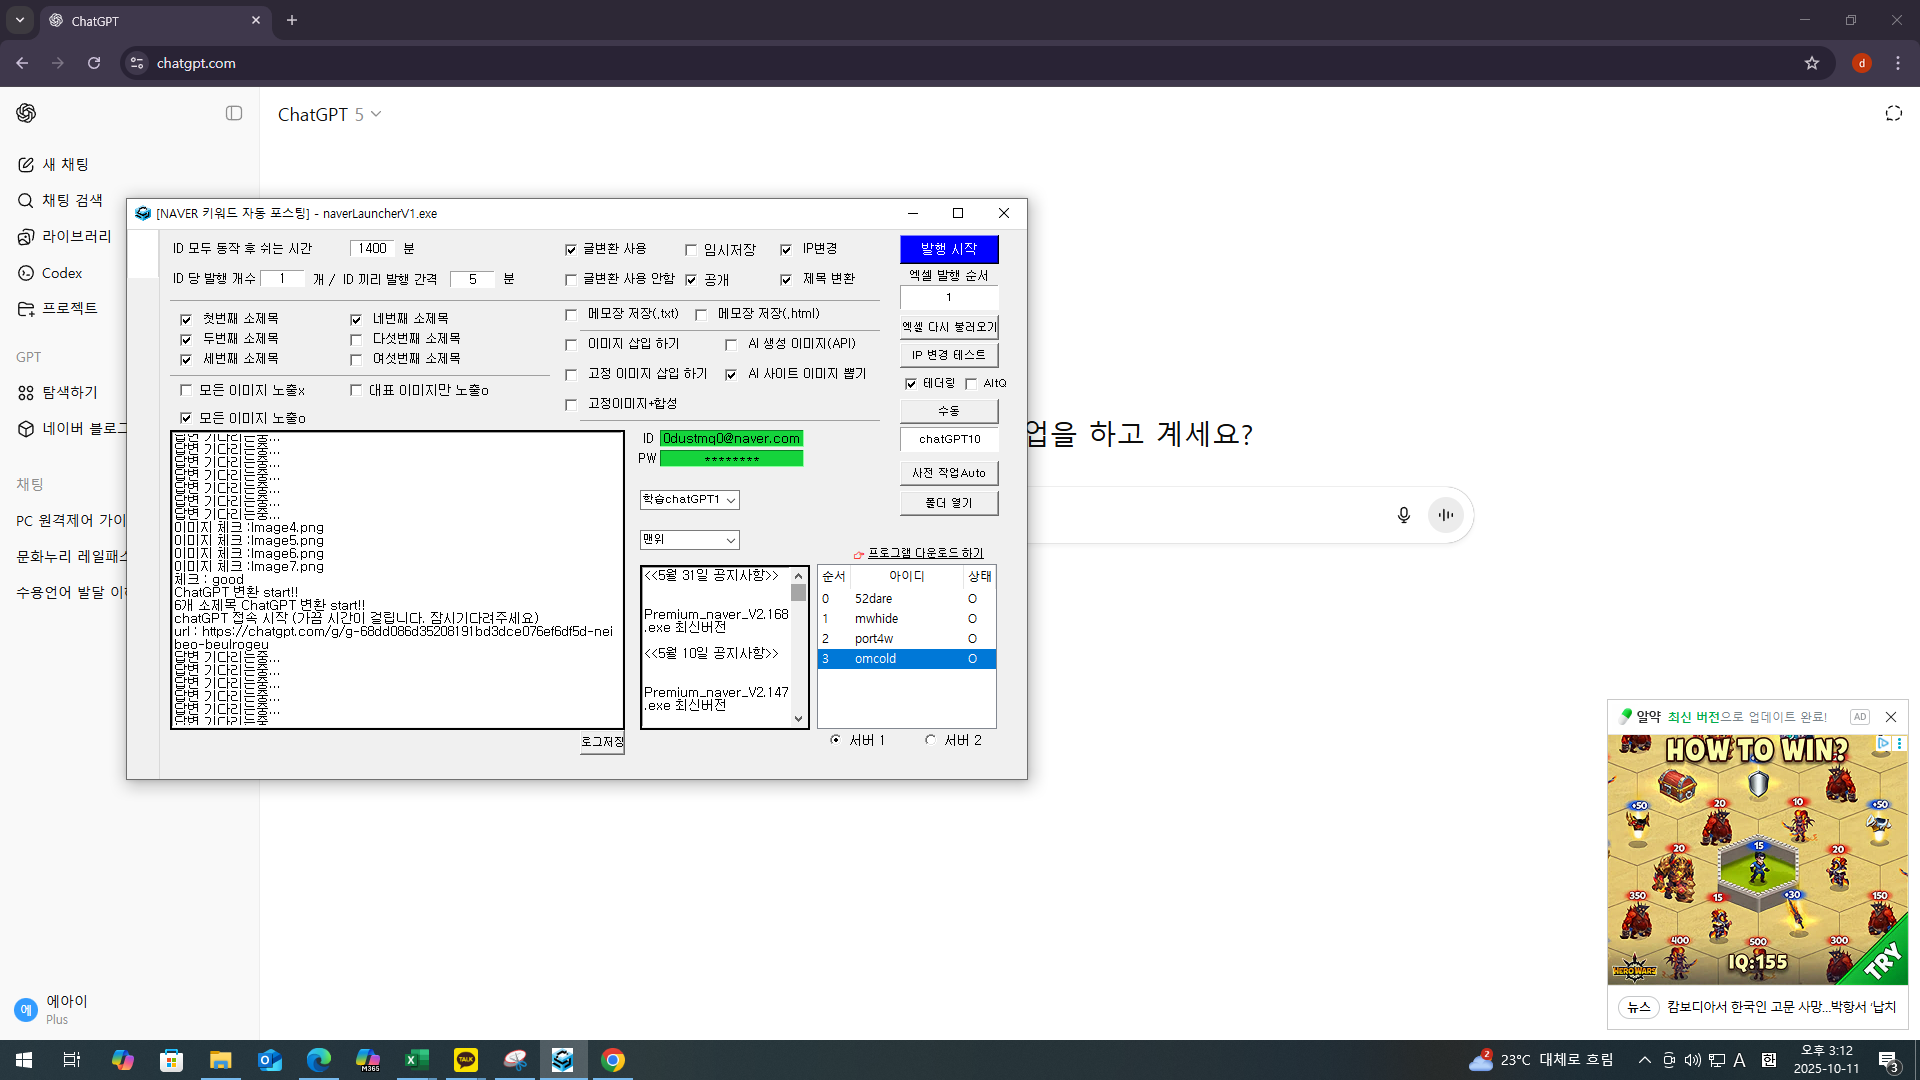 ChatGPT
chatgpt.com
d
ChatGPT 5
새 채팅
채팅 검색
라이브러리
Codex
프로젝트
GPT
탐색하기
네이버 블로그
채팅
PC 원격제어 가이
문화누리 레일패스
수용언어 발달 이해
에
에아이
Plus
업을 하고 계세요?
[NAVER 키워드 자동 포스팅] - naverLauncherV1.exe
ID 모두 동작 후 쉬는 시간 1400 분
ID 당 발행 개수 1 개 / ID 끼리 발행 간격 5 분
글변환 사용 임시저장 IP변경
글변환 사용 안함 공개 제목 변환
첫번째 소제목 네번째 소제목
두번째 소제목 다섯번째 소제목
세번째 소제목 여섯번째 소제목
모든 이미지 노출x 대표 이미지만 노출o
모든 이미지 노출o
메모장 저장(.txt) 메모장 저장(.html)
이미지 삽입 하기 AI 생성 이미지(API)
고정 이미지 삽입 하기 AI 사이트 이미지 뽑기
고정이미지+합성
발행 시작
엑셀 발행 순서
1
엑셀 다시 불러오기
IP 변경 테스트
테더링 AltQ
수동
chatGPT10
사전 작업Auto
폴더 열기
답변 기다리는중...
답변 기다리는중...
답변 기다리는중...
답변 기다리는중...
답변 기다리는중...
답변 기다리는중...
답변 기다리는중...
이미지 체크 :Image4.png
이미지 체크 :Image5.png
이미지 체크 :Image6.png
이미지 체크 :Image7.png
체크 : good
ChatGPT 변환 start!!
6개 소제목 ChatGPT 변환 start!!
chatGPT 접속 시작 (가끔 시간이 걸립니다. 잠시기다려주세요)
url : https://chatgpt.com/g/g-68dd086d35208191bd3dce076ef6df5d-nei
beo-beulrogeu
답변 기다리는중...
답변 기다리는중...
답변 기다리는중...
답변 기다리는중...
답변 기다리는중...
답변 기다리는중
로그저장
ID 0dustmq0@naver.com
PW ********
학습chatGPT1
맨위
<<5월 31일 공지사항>>
Premium_naver_V2.168
.exe 최신버전
<<5월 10일 공지사항>>
Premium_naver_V2.147
.exe 최신버전
프로그램 다운로드 하기
순서 아이디 상태
0 52dare O
1 mwhide O
2 port4w O
3 omcold O
서버 1 서버 2
알약 최신 버전으로 업데이트 완료! AD
HOW TO WIN?
+50 20 10 +50
20 15 20
350 15 +30 150
400 500 300
IQ:155
HERO WARS
TRY
뉴스 캄보디아서 한국인 고문 사망...박항서 '납치
M365
TALK
2
23°C 대체로 흐림
A
한
오후 3:12
2025-10-11
3